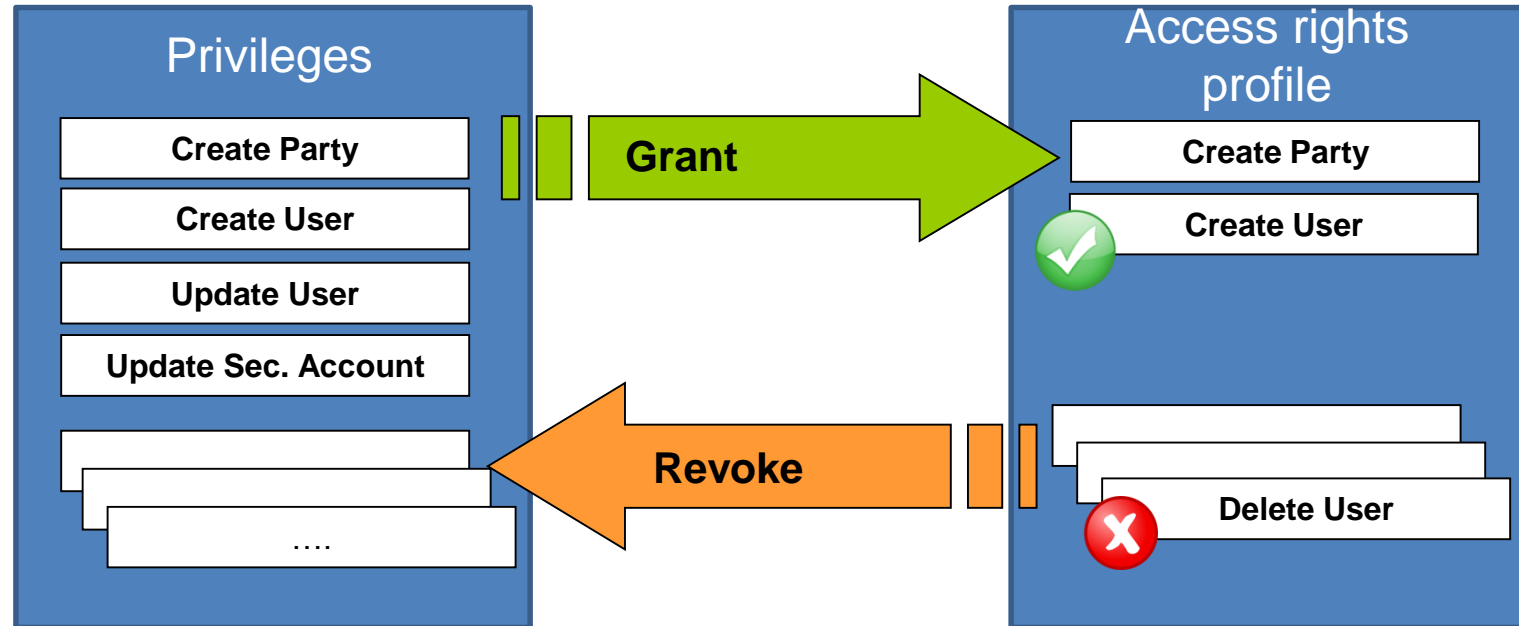 Privileges
Create Party
Create User
Update User
Update Sec. Account
….
Grant
Revoke
Access rights
profile
Create Party
Create User
Delete User